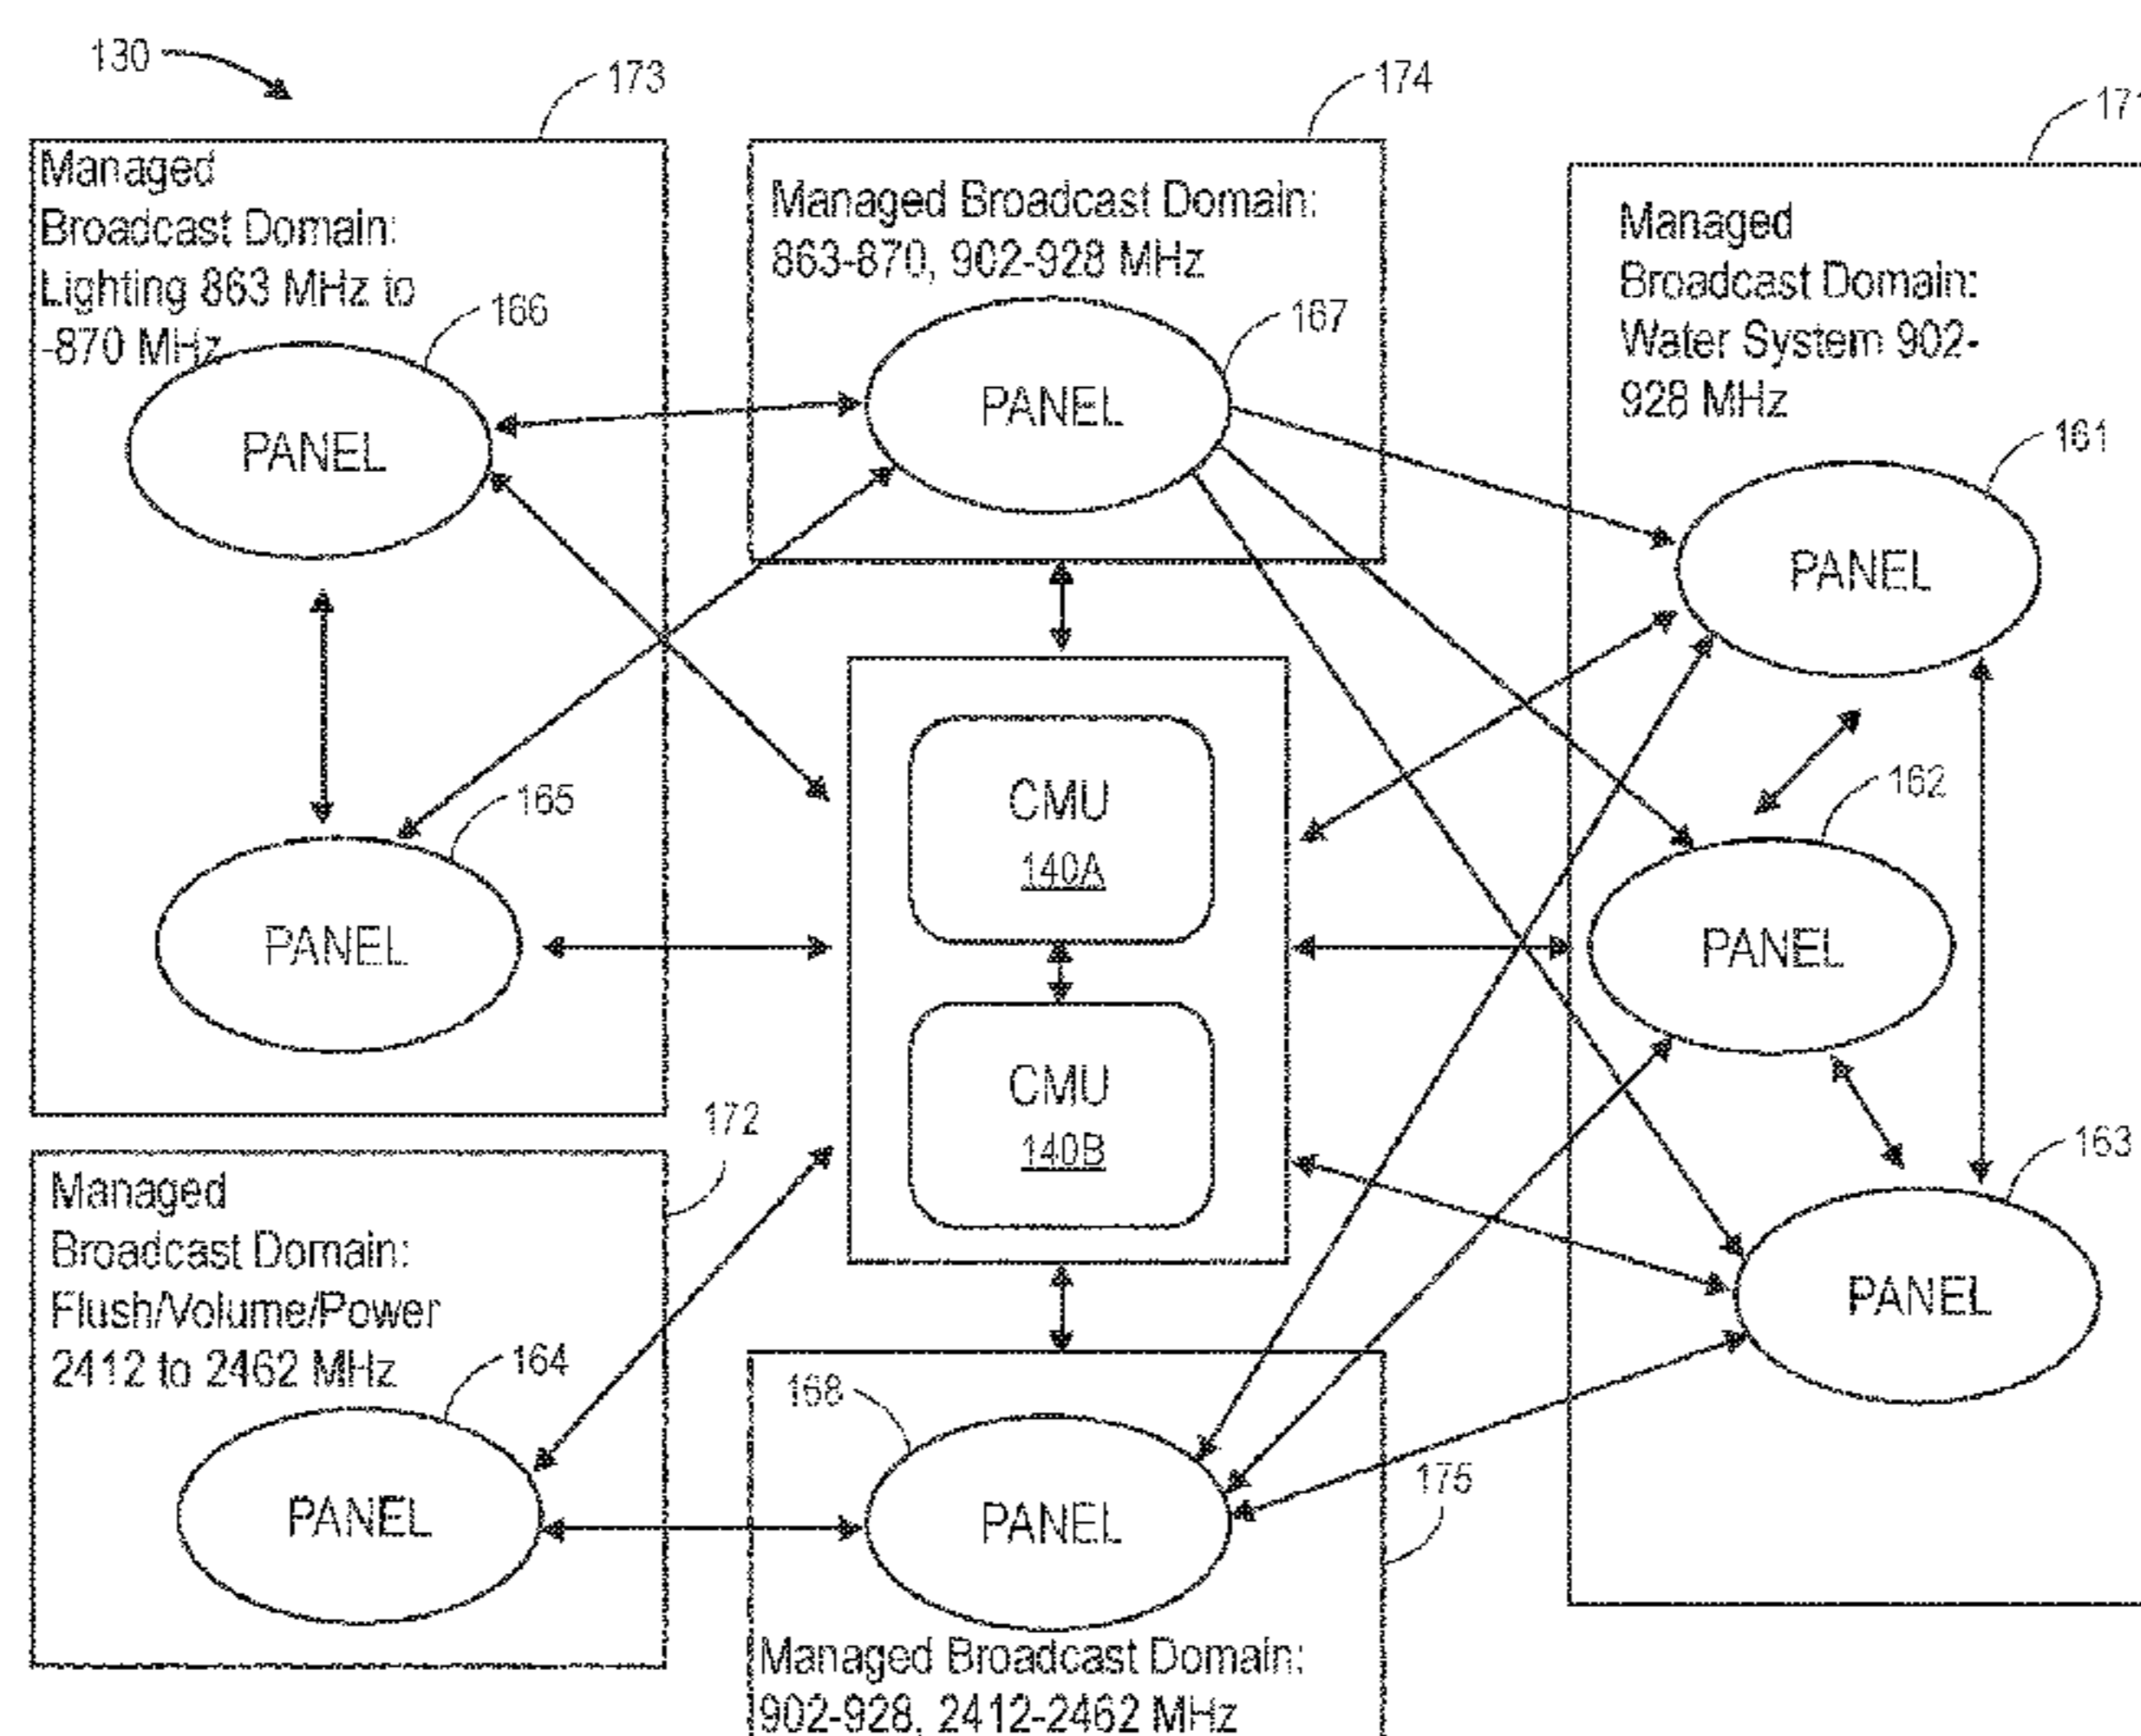 130
173
174
171
Managed
Broadcast Domain:
Lighting 863 MHz to
-870 MHz
166
PANEL
165
PANEL
Managed Broadcast Domain:
863-870, 902-928 MHz
167
PANEL
Managed
Broadcast Domain:
Water System 902-
928 MHz
161
PANEL
162
PANEL
163
PANEL
CMU
140A
CMU
140B
172
Managed
Broadcast Domain:
Flush/Volume/Power
2412 to 2462 MHz
164
PANEL
168
PANEL
175
Managed Broadcast Domain:
902-928, 2412-2462 MHz